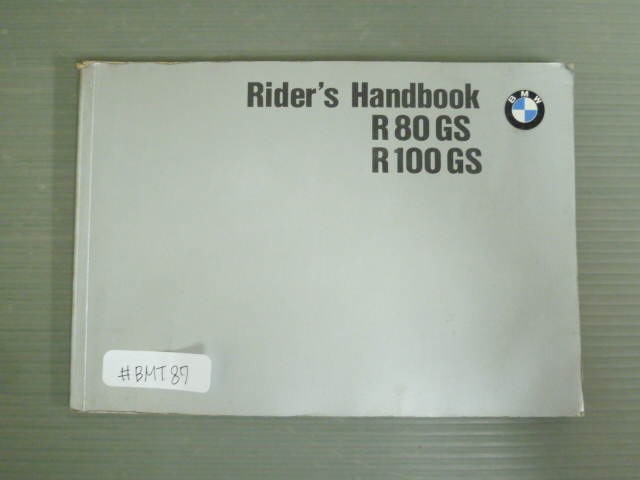 Rider's Handbook
R 80 GS
R 100 GS
BMW
#BMT87